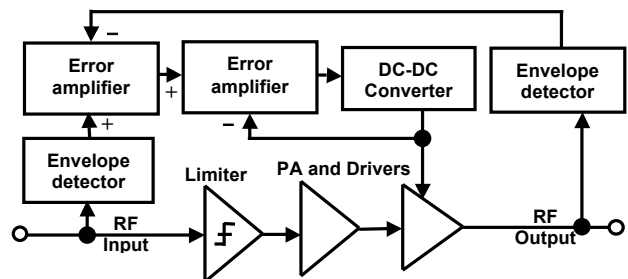 −
Error
amplifier
+
Error
amplifier
−
DC-DC
Converter
Envelope
detector
+
Envelope
detector
Limiter
PA and Drivers
RF
Input
RF
Output